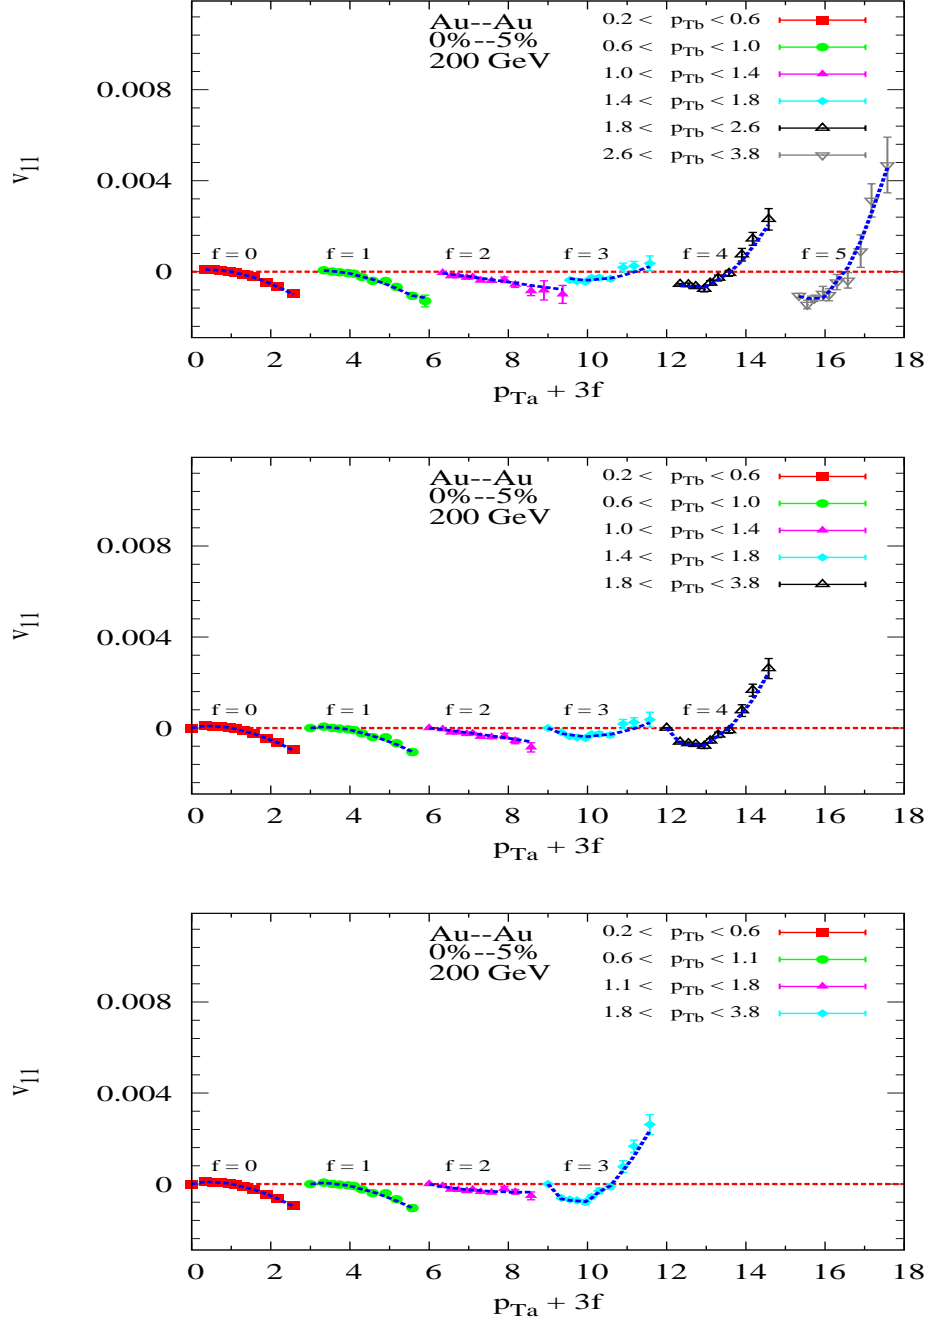 Au--Au
0%--5%
200 GeV
0.2 < p_Tb < 0.6
0.6 < p_Tb < 1.0
1.0 < p_Tb < 1.4
1.4 < p_Tb < 1.8
1.8 < p_Tb < 2.6
2.6 < p_Tb < 3.8
0.008
0.004
0
v_11
f = 0 f = 1 f = 2 f = 3 f = 4 f = 5
0 2 4 6 8 10 12 14 16 18
p_Ta + 3f
Au--Au
0%--5%
200 GeV
0.2 < p_Tb < 0.6
0.6 < p_Tb < 1.0
1.0 < p_Tb < 1.4
1.4 < p_Tb < 1.8
1.8 < p_Tb < 3.8
0.008
0.004
0
v_11
f = 0 f = 1 f = 2 f = 3 f = 4
0 2 4 6 8 10 12 14 16 18
p_Ta + 3f
Au--Au
0%--5%
200 GeV
0.2 < p_Tb < 0.6
0.6 < p_Tb < 1.1
1.1 < p_Tb < 1.8
1.8 < p_Tb < 3.8
0.008
0.004
0
v_11
f = 0 f = 1 f = 2 f = 3
0 2 4 6 8 10 12 14 16 18
p_Ta + 3f